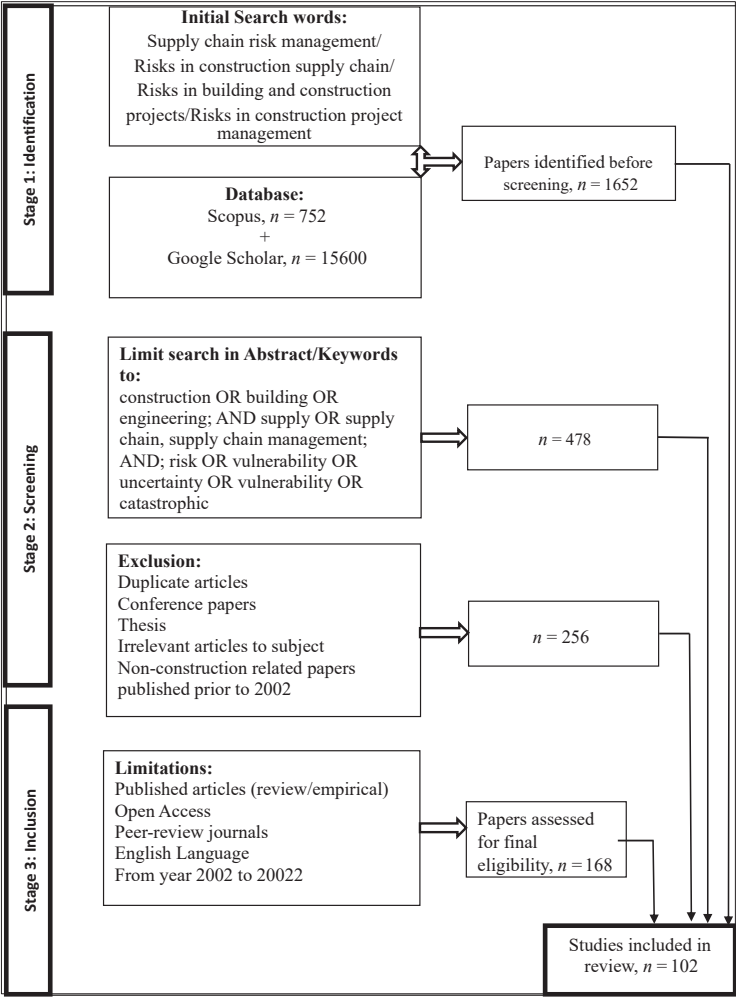 Stage 1: Identification
Initial Search words:
Supply chain risk management/
Risks in construction supply chain/
Risks in building and construction
projects/Risks in construction project
management
Papers identified before
screening, n = 1652
Database:
Scopus, n = 752
+
Google Scholar, n = 15600
Stage 2: Screening
Limit search in Abstract/Keywords
to:
construction OR building OR
engineering; AND supply OR supply
chain, supply chain management;
AND; risk OR vulnerability OR
uncertainty OR vulnerability OR
catastrophic
n = 478
Exclusion:
Duplicate articles
Conference papers
Thesis
Irrelevant articles to subject
Non-construction related papers
published prior to 2002
n = 256
Stage 3: Inclusion
Limitations:
Published articles (review/empirical)
Open Access
Peer-review journals
English Language
From year 2002 to 20022
Papers assessed
for final
eligibility, n = 168
Studies included in
review, n = 102